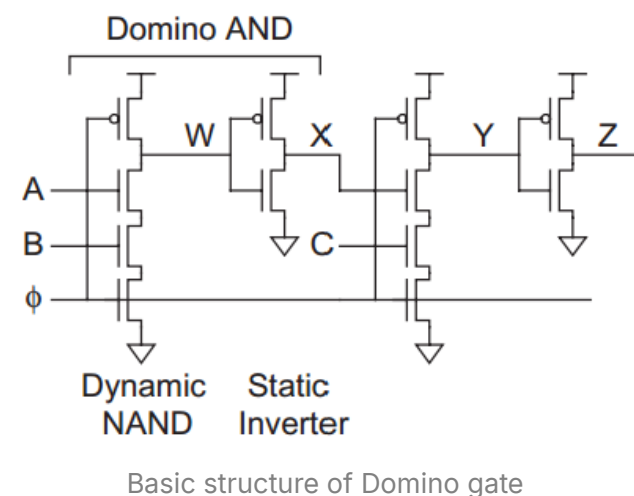 Domino AND
W
X
Y
Z
A
B
C
ϕ
Dynamic Static
NAND Inverter
Basic structure of Domino gate